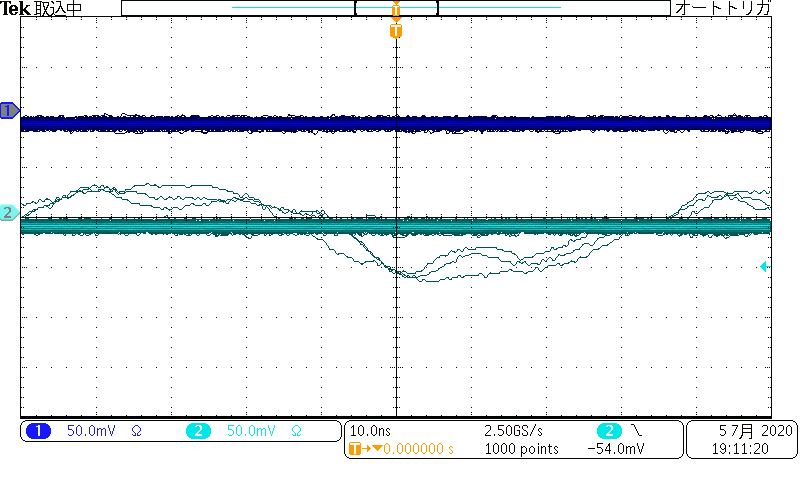 Tek 取込中 T オートトリガ
T
1
2
1 50.0mV Ω 2 50.0mV Ω 10.0ns 2.50GS/s 2 5 7月 2020
T→▼0.000000 s 1000 points −54.0mV 19:11:20